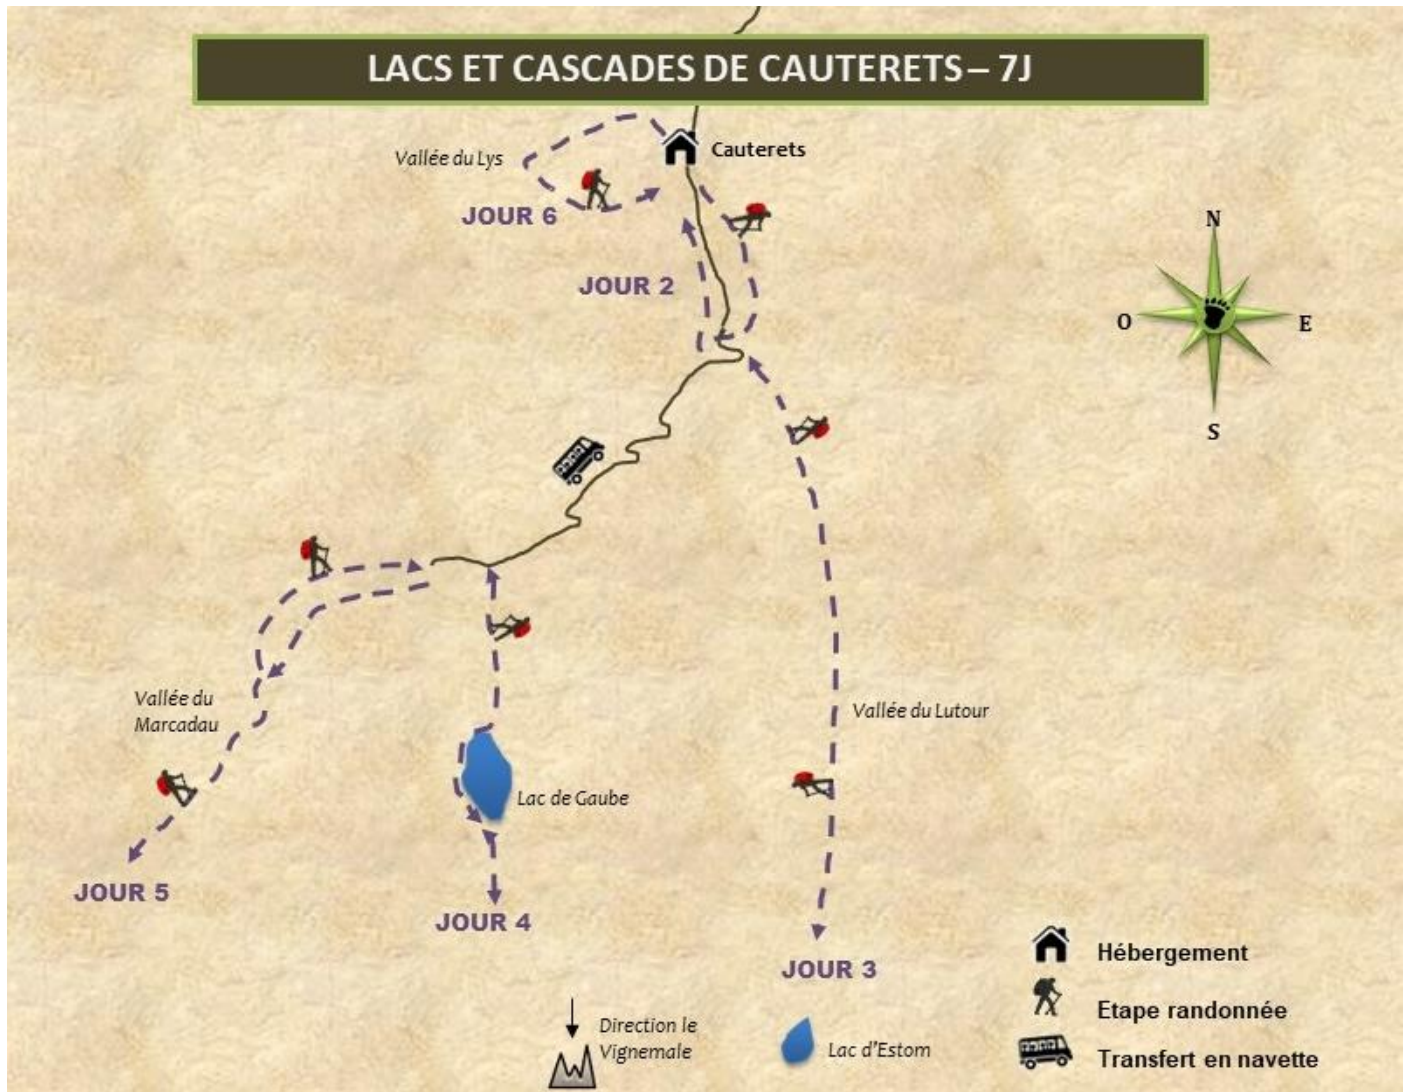 LACS ET CASCADES DE CAUTERETS – 7J
Vallée du Lys
Cauterets
JOUR 6
JOUR 2
N
O
E
S
Vallée du
Marcadau
Vallée du Lutour
Lac de Gaube
JOUR 5
JOUR 4
JOUR 3
Direction le
Vignemale
Lac d'Estom
Hébergement
Etape randonnée
Transfert en navette